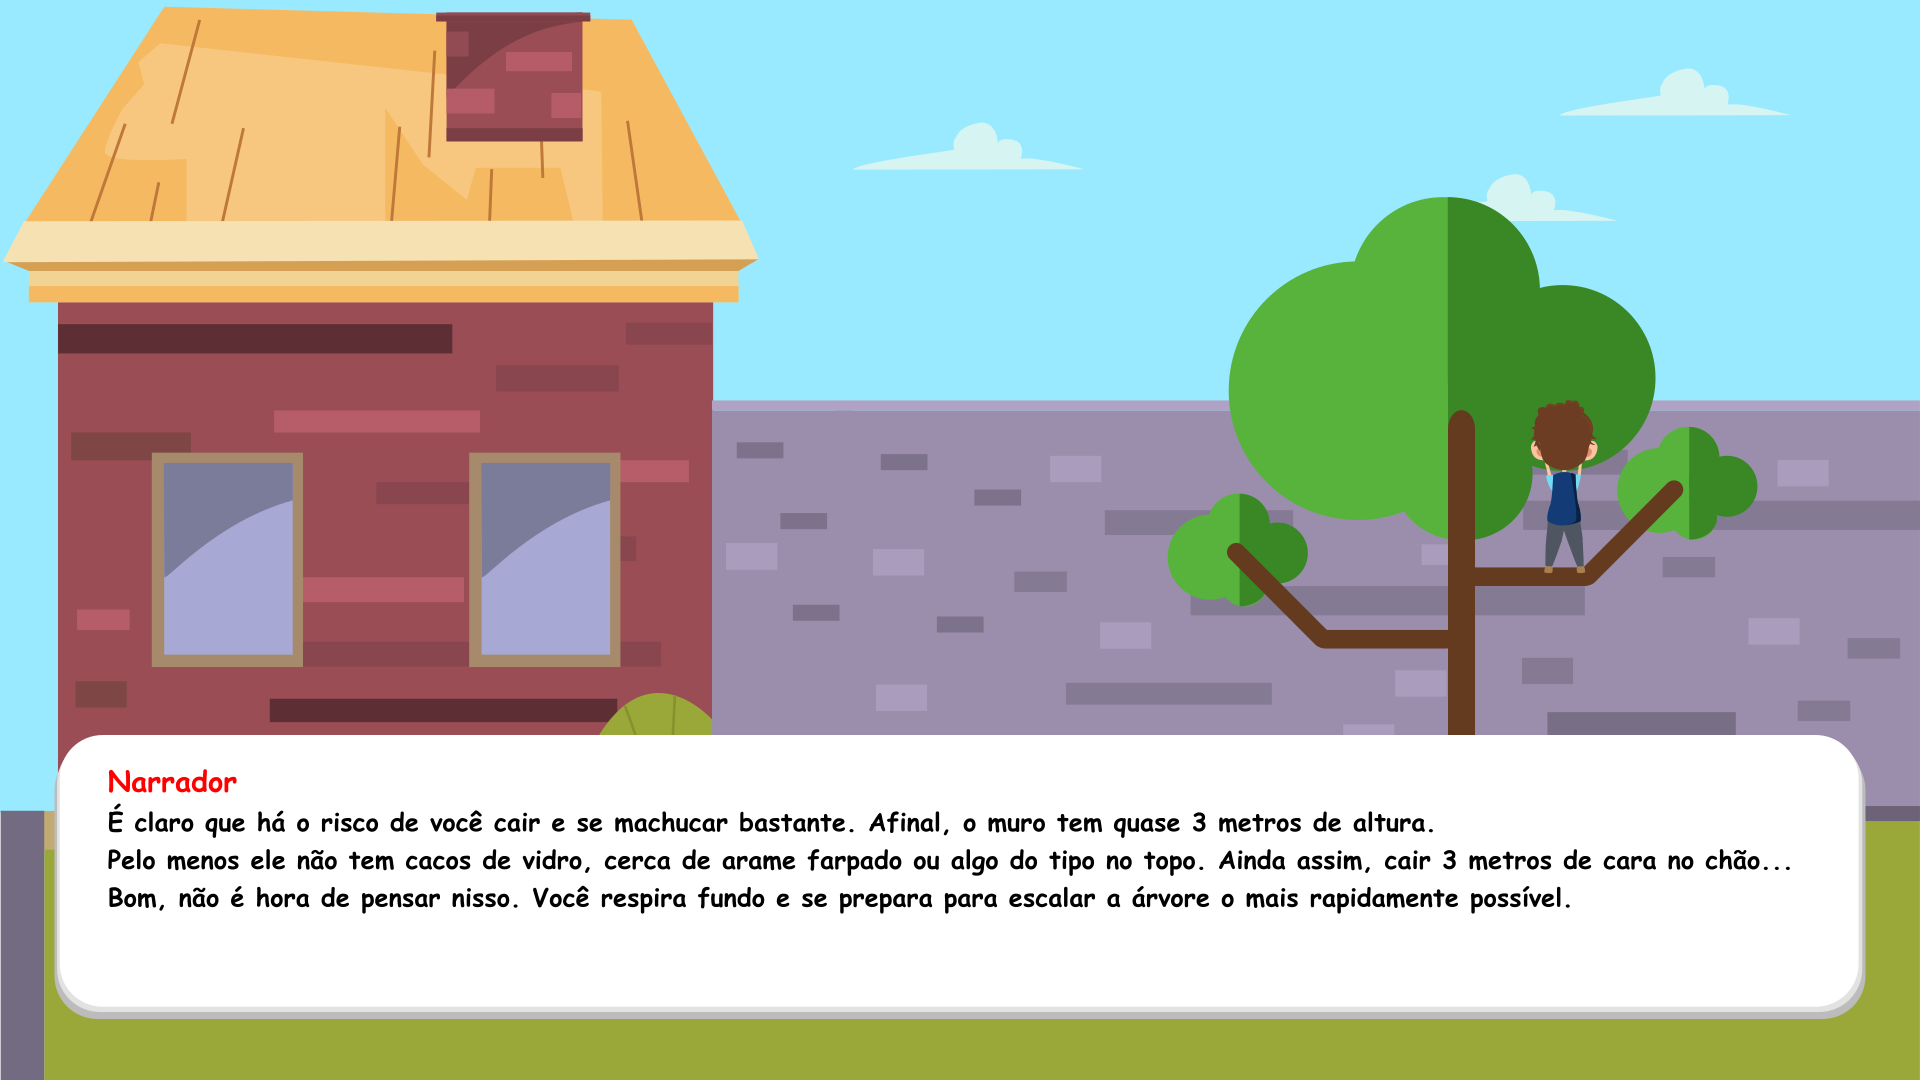 Narrador
É claro que há o risco de você cair e se machucar bastante. Afinal, o muro tem quase 3 metros de altura.
Pelo menos ele não tem cacos de vidro, cerca de arame farpado ou algo do tipo no topo. Ainda assim, cair 3 metros de cara no chão...
Bom, não é hora de pensar nisso. Você respira fundo e se prepara para escalar a árvore o mais rapidamente possível.